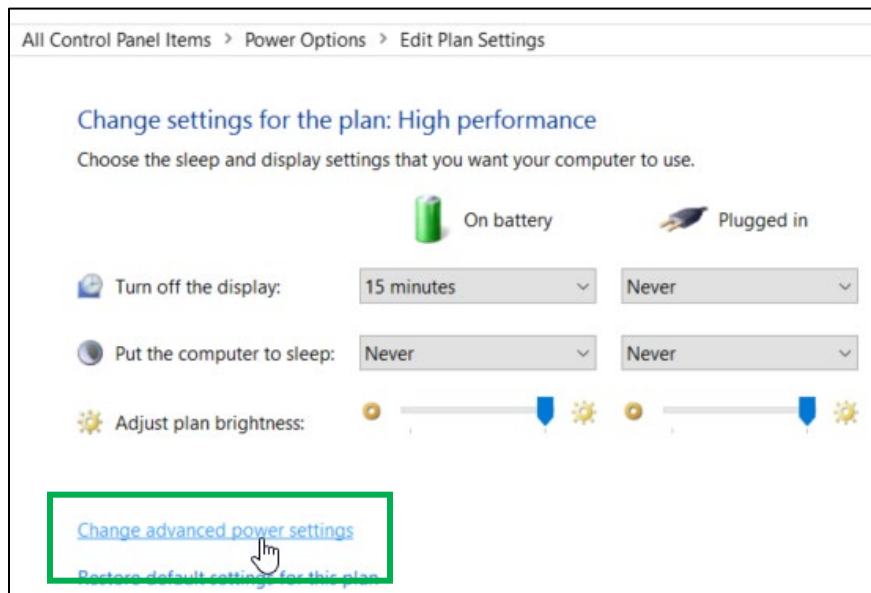 All Control Panel Items > Power Options > Edit Plan Settings
Change settings for the plan: High performance
Choose the sleep and display settings that you want your computer to use.
On battery Plugged in
Turn off the display: 15 minutes Never
Put the computer to sleep: Never Never
Adjust plan brightness:
Change advanced power settings
Restore default settings for this plan